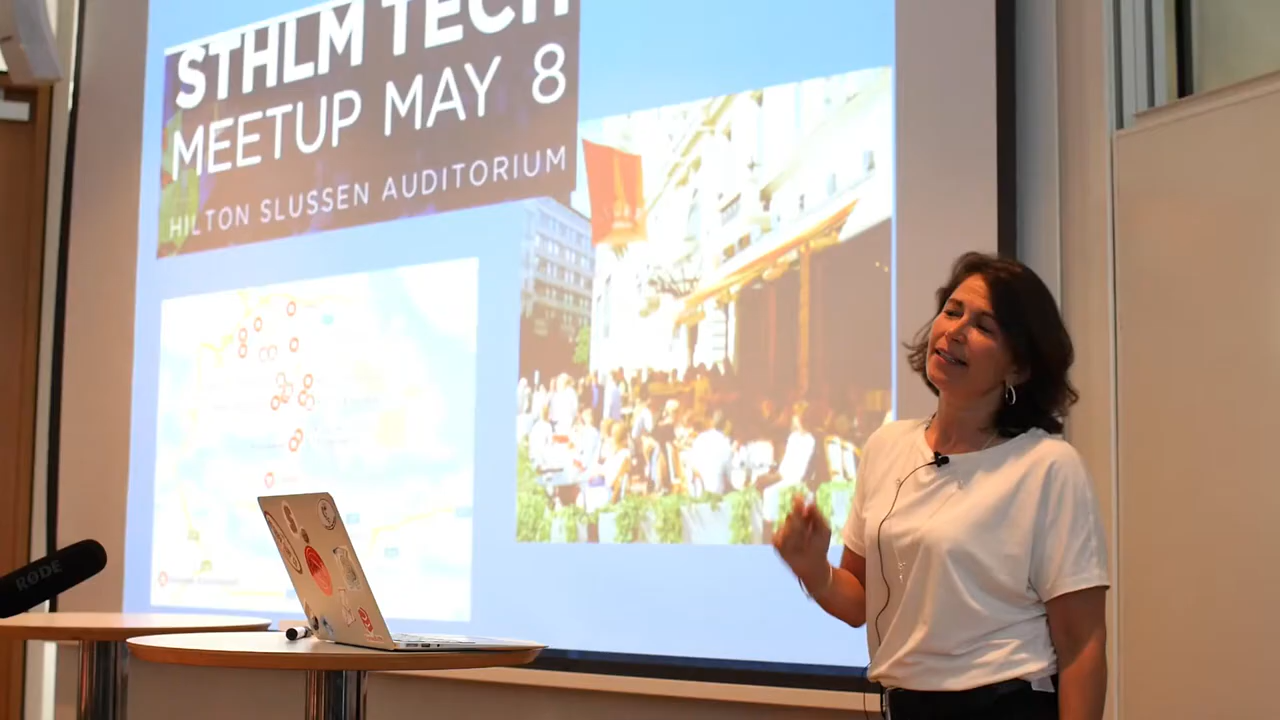 STHLM TECH
MEETUP MAY 8
HILTON SLUSSEN AUDITORIUM
RØDE